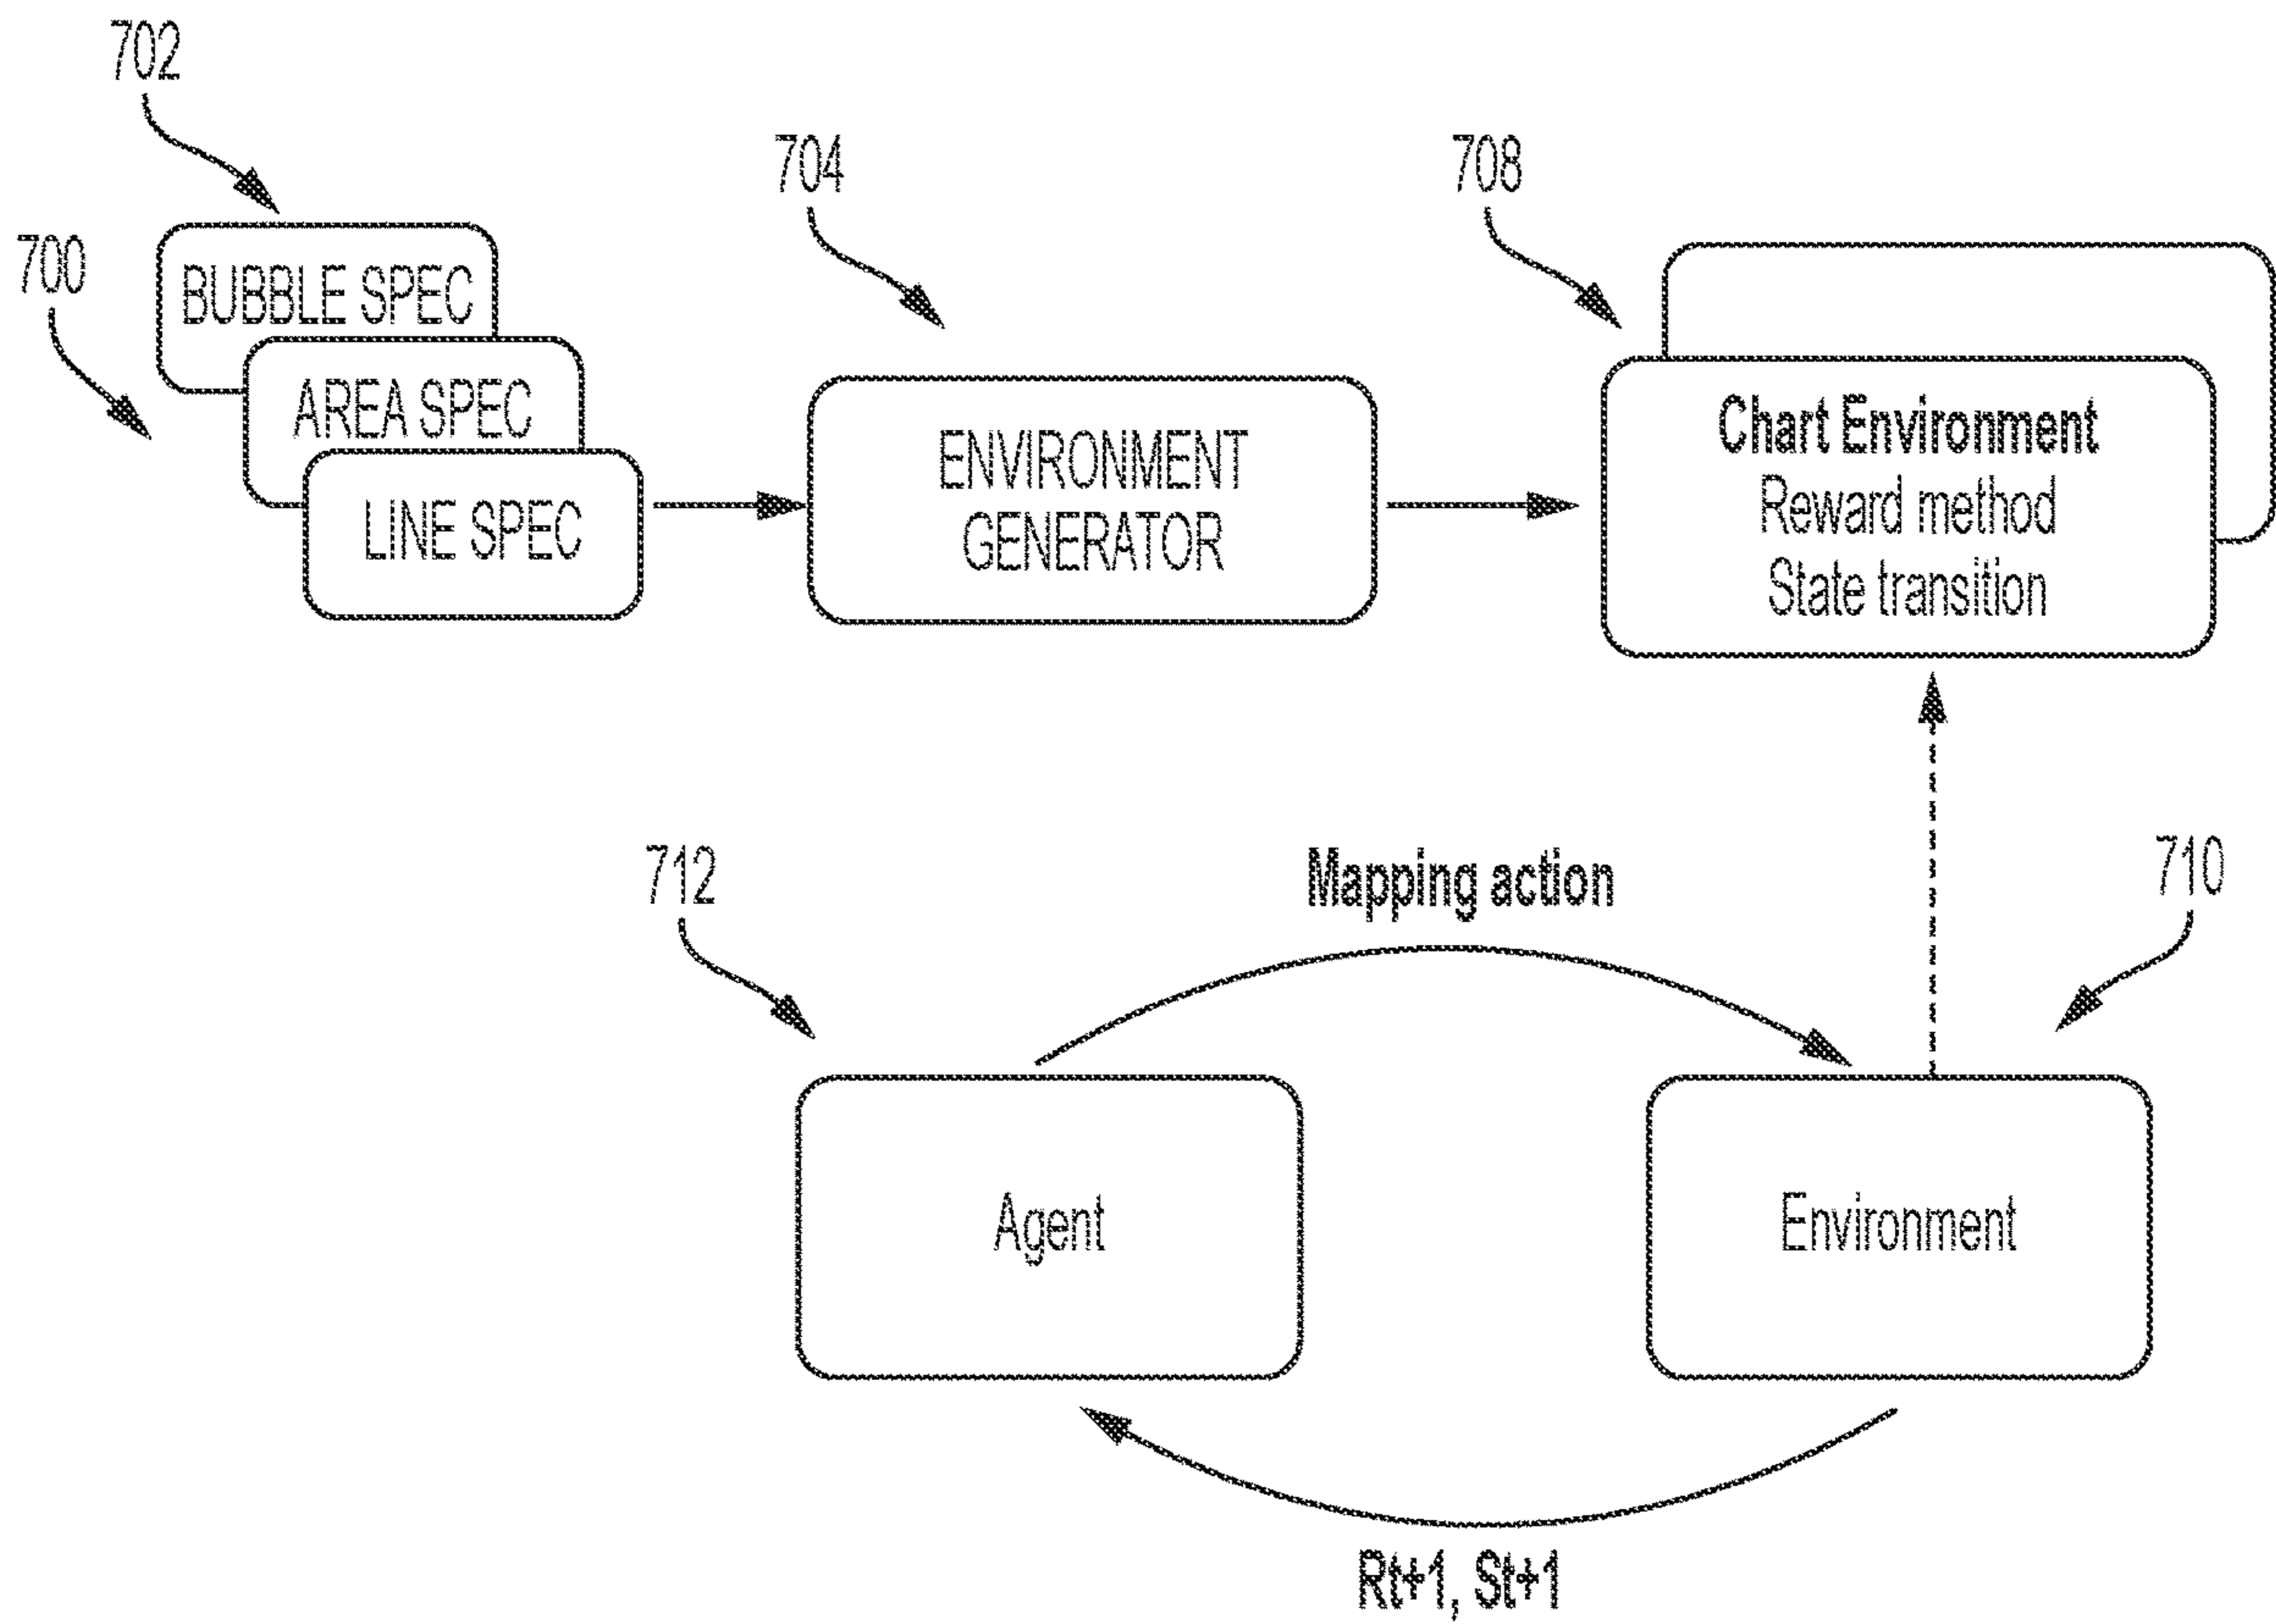 702
704
708
700
BUBBLE SPEC
AREA SPEC
LINE SPEC
ENVIRONMENT
GENERATOR
Chart Environment
Reward method
State transition
712
Mapping action
710
Agent
Environment
Rt+1, St+1